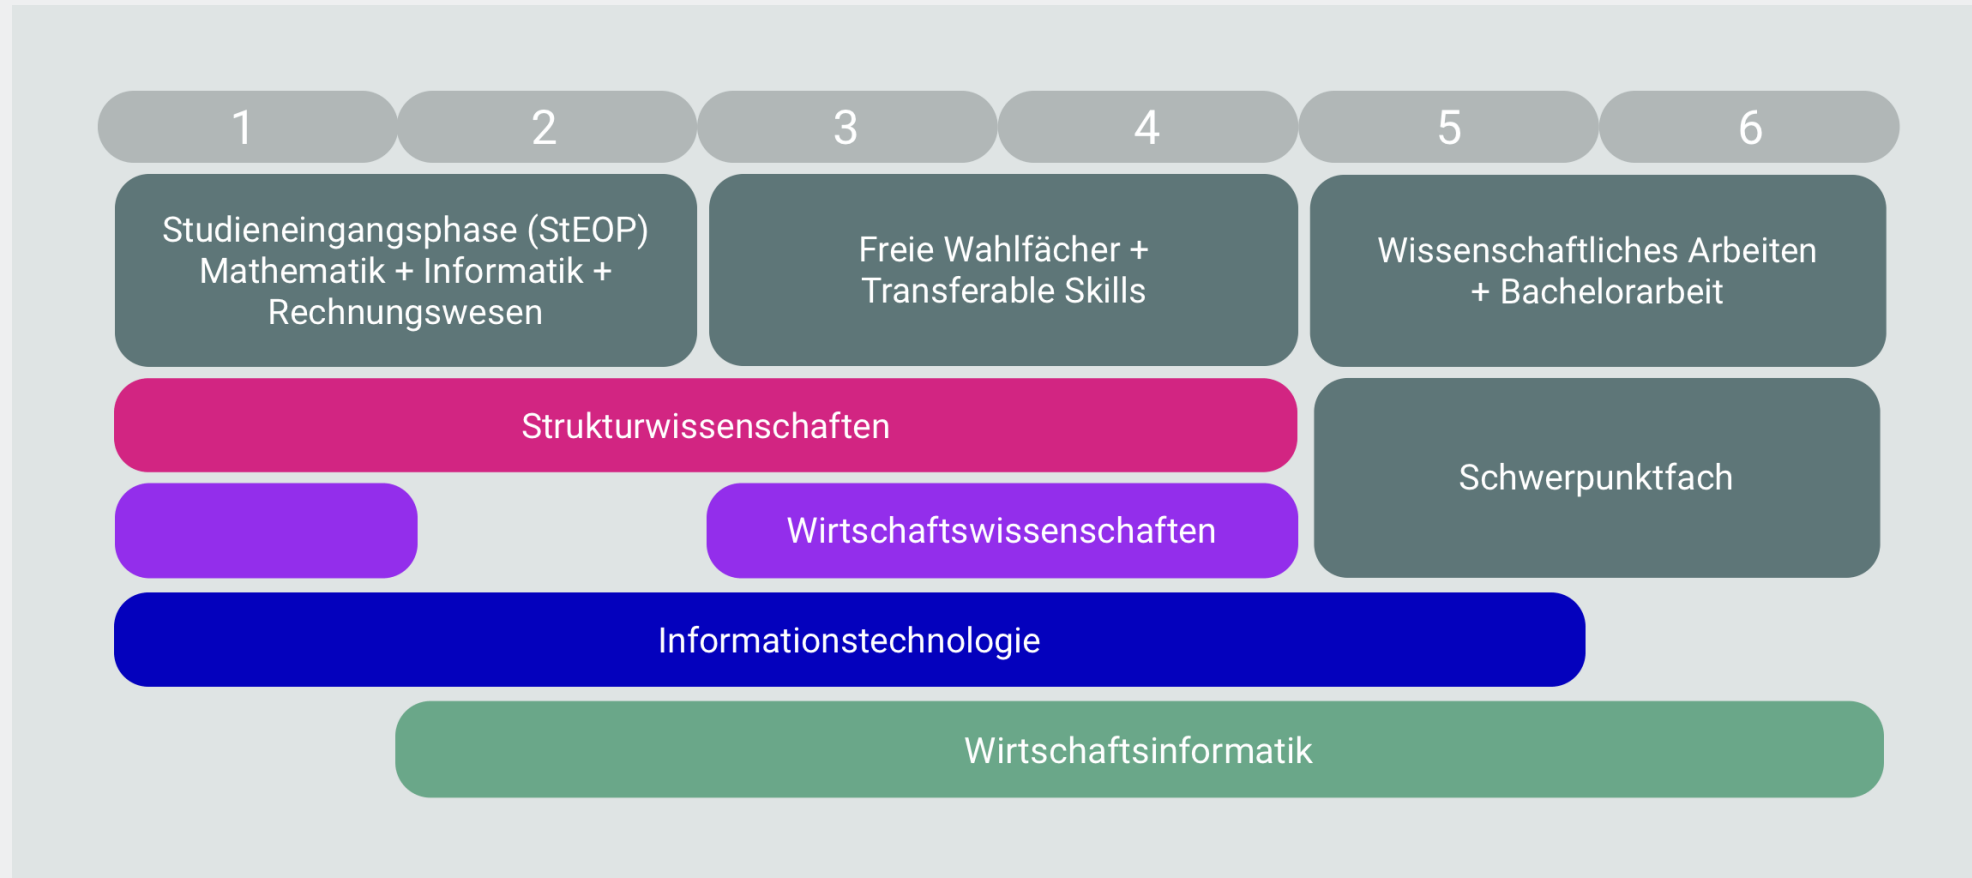 1 2 3 4 5 6
Studieneingangsphase (StEOP)
Mathematik + Informatik +
Rechnungswesen
Freie Wahlfächer +
Transferable Skills
Wissenschaftliches Arbeiten
+ Bachelorarbeit
Strukturwissenschaften
Schwerpunktfach
Wirtschaftswissenschaften
Informationstechnologie
Wirtschaftsinformatik